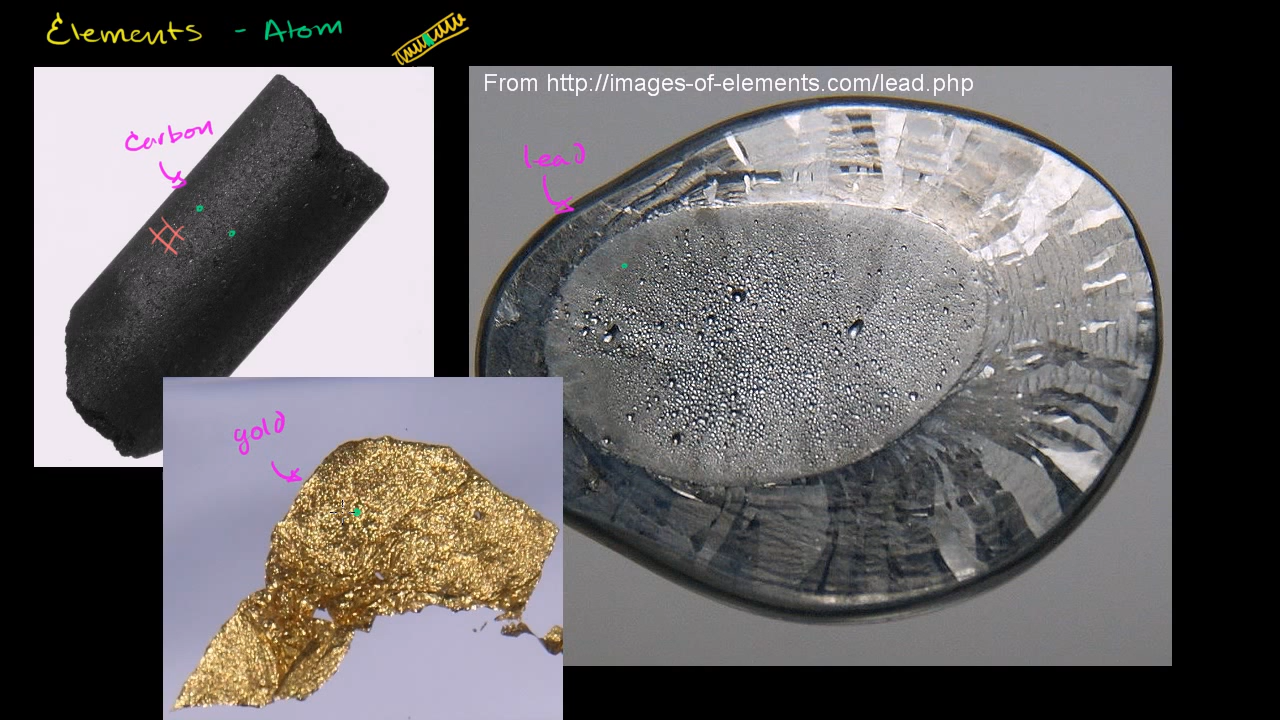 Elements - Atom
From http://images-of-elements.com/lead.php
Carbon
lead
gold